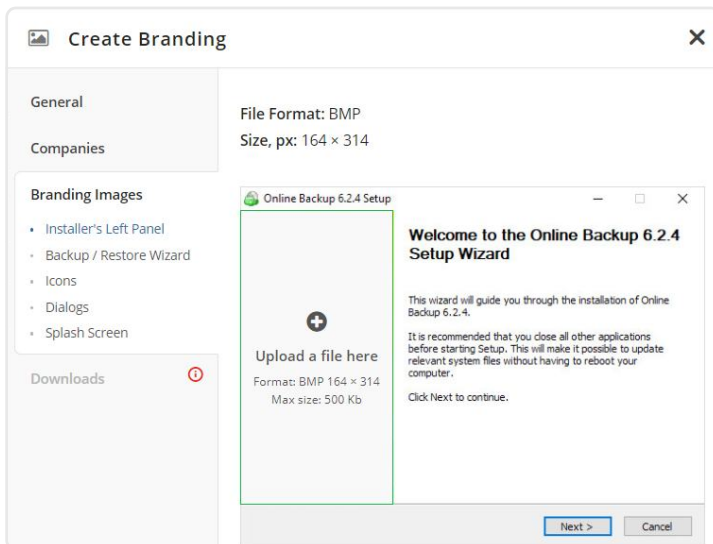 Create Branding
General
Companies
Branding Images
Installer's Left Panel
Backup / Restore Wizard
Icons
Dialogs
Splash Screen
Downloads
File Format: BMP
Size, px: 164 × 314
Online Backup 6.2.4 Setup
Upload a file here
Format: BMP 164 × 314
Max size: 500 Kb
Welcome to the Online Backup 6.2.4
Setup Wizard
This wizard will guide you through the installation of Online
Backup 6.2.4.
It is recommended that you close all other applications
before starting Setup. This will make it possible to update
relevant system files without having to reboot your
computer.
Click Next to continue.
Next >
Cancel